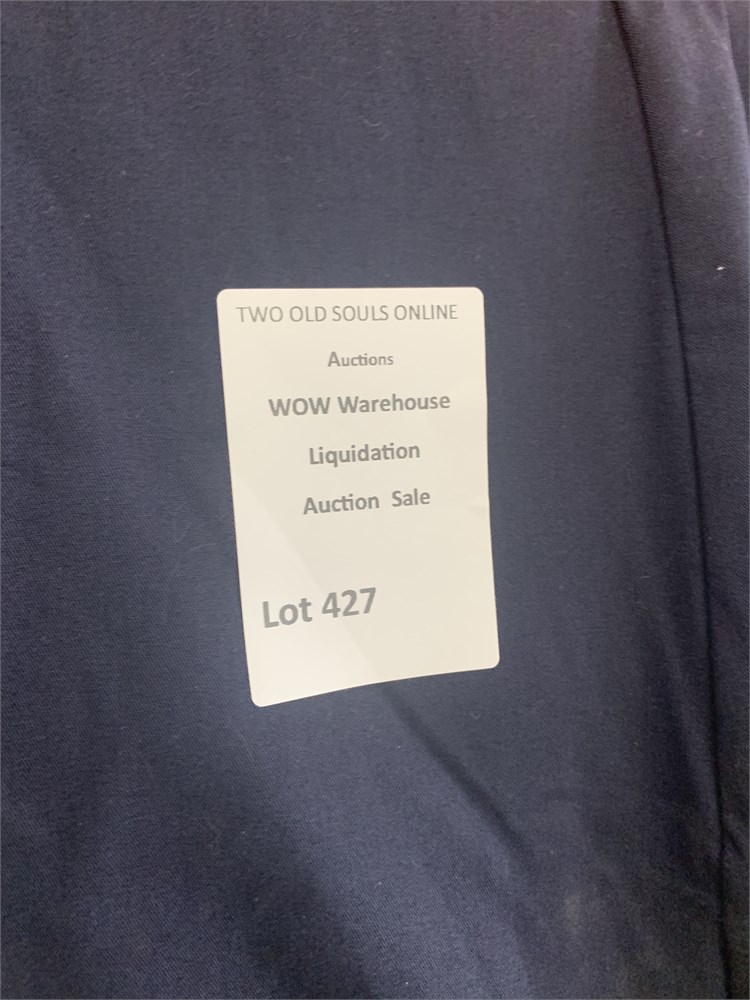 TWO OLD SOULS ONLINE
Auctions
WOW Warehouse
Liquidation
Auction Sale
Lot 427